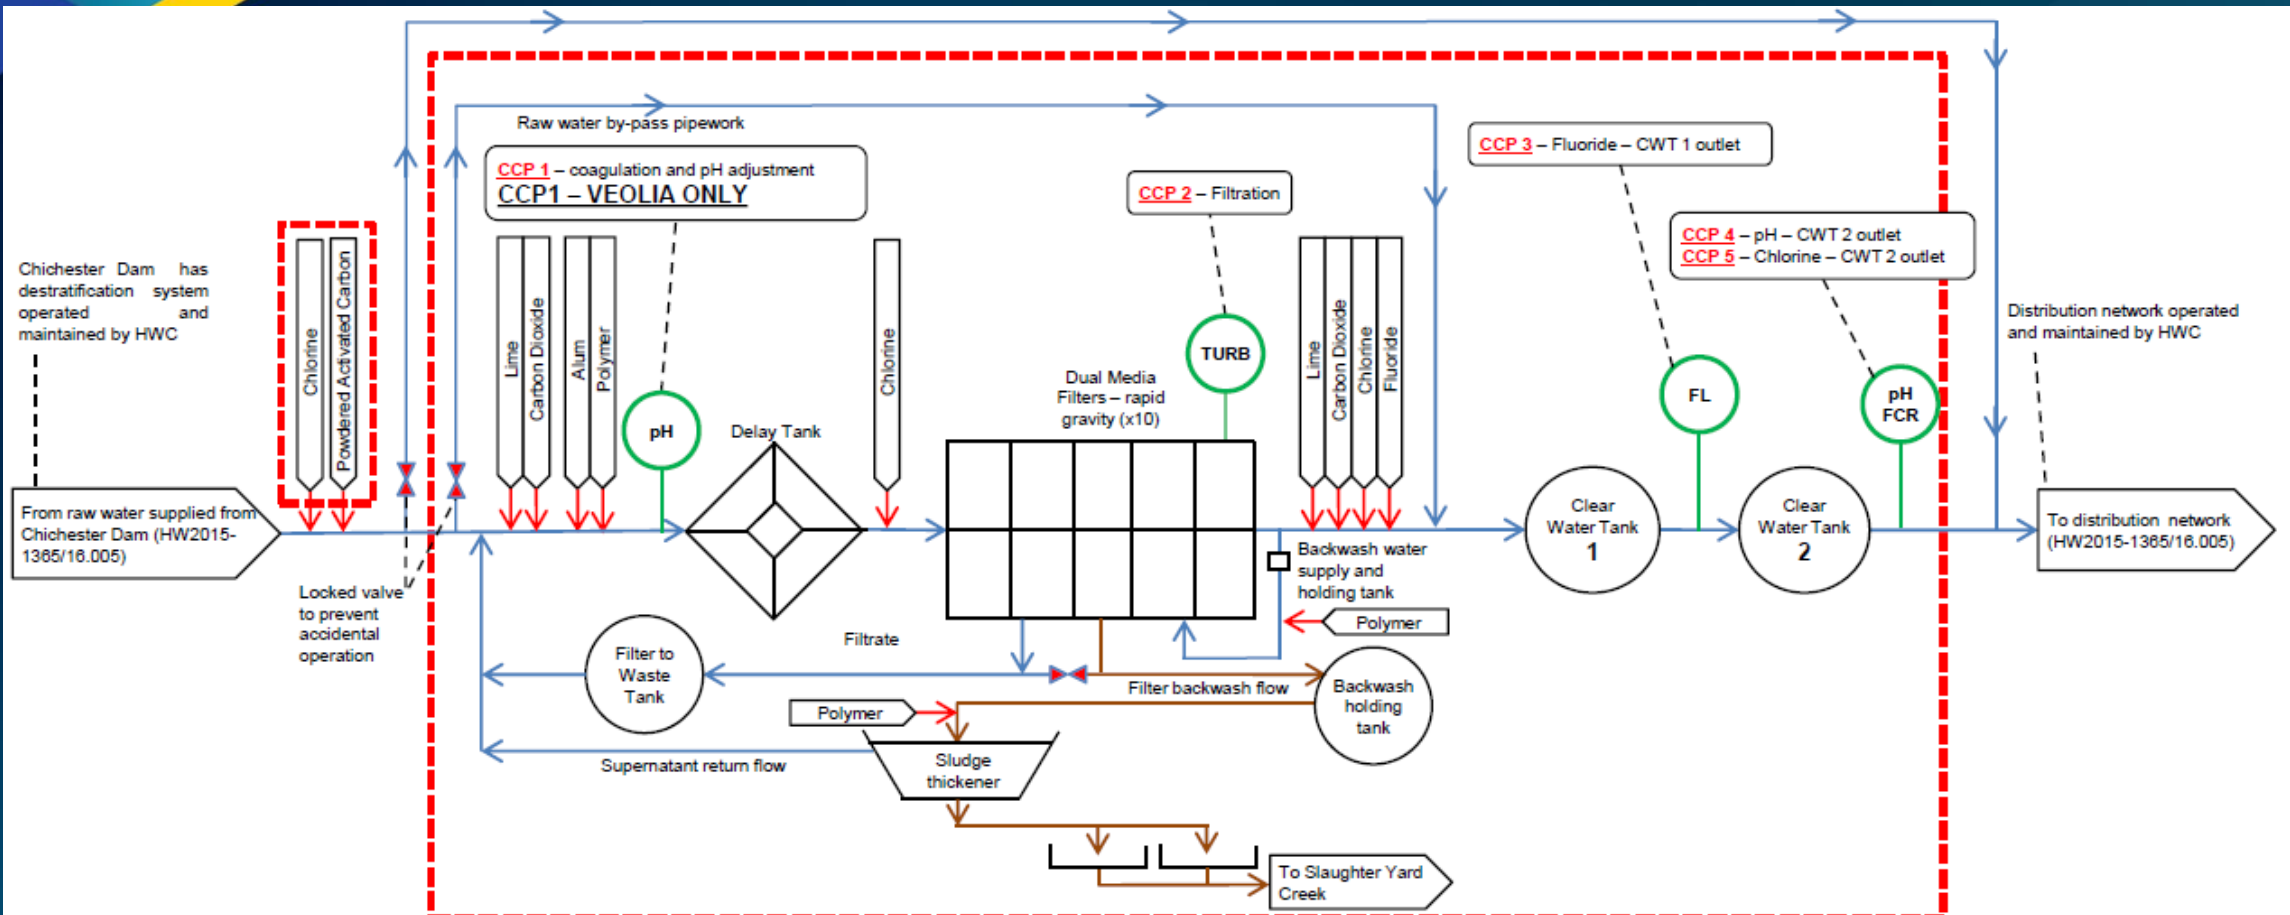 Raw water by-pass pipework
CCP 1 – coagulation and pH adjustment
CCP1 – VEOLIA ONLY
CCP 2 – Filtration
CCP 3 – Fluoride – CWT 1 outlet
CCP 4 – pH – CWT 2 outlet
CCP 5 – Chlorine – CWT 2 outlet
Chichester Dam has
destratification system
operated and
maintained by HWC
Chlorine
Powdered Activated Carbon
Lime
Carbon Dioxide
Alum
Polymer
pH
Delay Tank
Chlorine
Dual Media
Filters – rapid
gravity (x10)
TURB
Lime
Carbon Dioxide
Chlorine
Fluoride
FL
pH
FCR
Distribution network operated
and maintained by HWC
From raw water supplied from
Chichester Dam (HW2015-
1365/16.005)
Clear
Water Tank
1
Clear
Water Tank
2
To distribution network
(HW2015-1365/16.005)
Locked valve
to prevent
accidental
operation
Backwash water
supply and
holding tank
Polymer
Filtrate
Filter to
Waste
Tank
Filter backwash flow
Backwash
holding
tank
Polymer
Supernatant return flow
Sludge
thickener
To Slaughter Yard
Creek